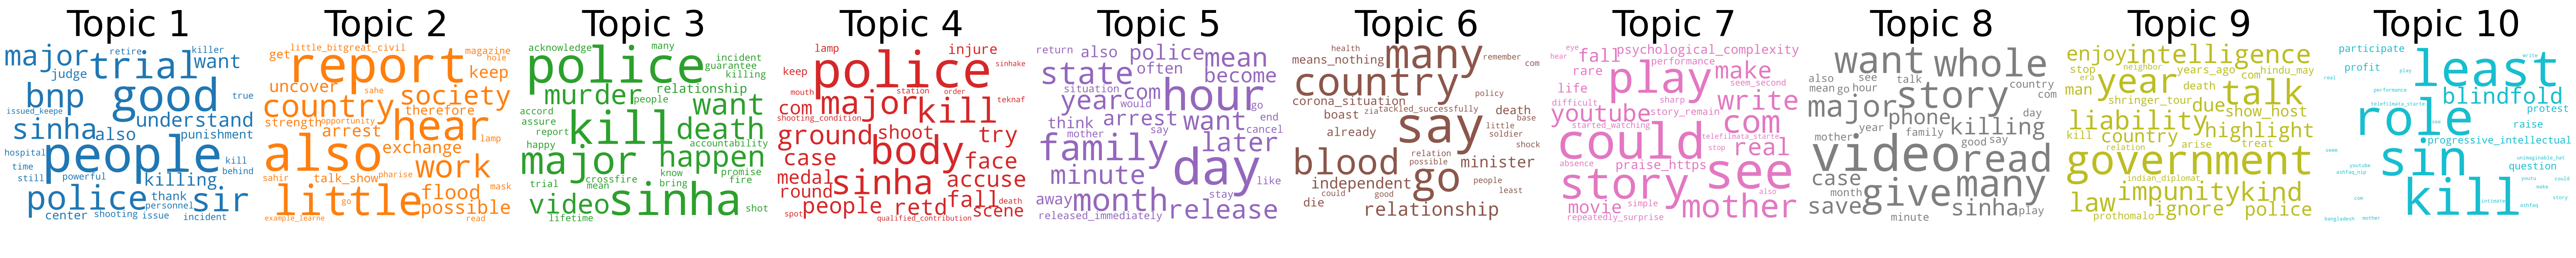 Topic 1
retire killer
major trial want
judge
bnp good true
issued_keepe
sinha also understand
punishment
hospital people kill
time powerful behind
still killing
police thank sir
personnel
center shooting issue incident
Topic 2
little_bitgreat_civil magazine
get report hole
uncover keep
sahe
country society
opportunity therefore
strength arrest hear lamp
also exchange work
talk_show pharise mask
sahir flood
go
little possible
example_learne read
Topic 3
acknowledge many incident
police guarantee
killing
murder relationship
people want
accord
assure kill death
report
happy accountability
major happen
know promise
crossfire bring fire
trial mean
video sinha shot
lifetime
Topic 4
lamp injure
keep police sinhake
mouth station order teknaf
com major kill
shooting_condition
ground shoot try
case body face
medal accuse
round sinha fall
people retd death
scene
spot qualified_contribution
Topic 5
return also police mean
state often become
situation
year com hour go
would
think arrest want end
mother say cancel
family later
minute day
away month stay like
released_immediately release
Topic 6
health many remember
means_nothing com
country policy
corona_situation
zia tackled_successfully death
boast say little base
already soldier
shock
blood relation
possible minister
independent go people
could good least
die relationship
Topic 7
eye fall psychological_complexity
hear performance
rare play make
seem_second
life sharp
difficult write
youtube story_remain com
started_watching
could telefilmata_starte
stop real
absence praise_https see
story also
movie simple mother
repeatedly_surprise
Topic 8
want whole
also see talk country
mean go hour com
story
major phone day
year family killing
mother good say
video read
case
month give many
save sinha play
minute
Topic 9
enjoy intelligence
stop neighbor
era year years_ago com hindu_may
man death talk
shringer_tour due show_host
liability highlight
kill country
relation arise treat
government
indian_diplomat
law impunity kind
ignore police
prothomalo
Topic 10
participate write
real play least
profit
performance blindfold
telefilmata_starte protest
role raise
see progressive_intellectual
seem sin unimaginable_hat
youtube question
ashfaq_nip youtu could
make
com kill intimate story
ashfaq
bangladesh mother